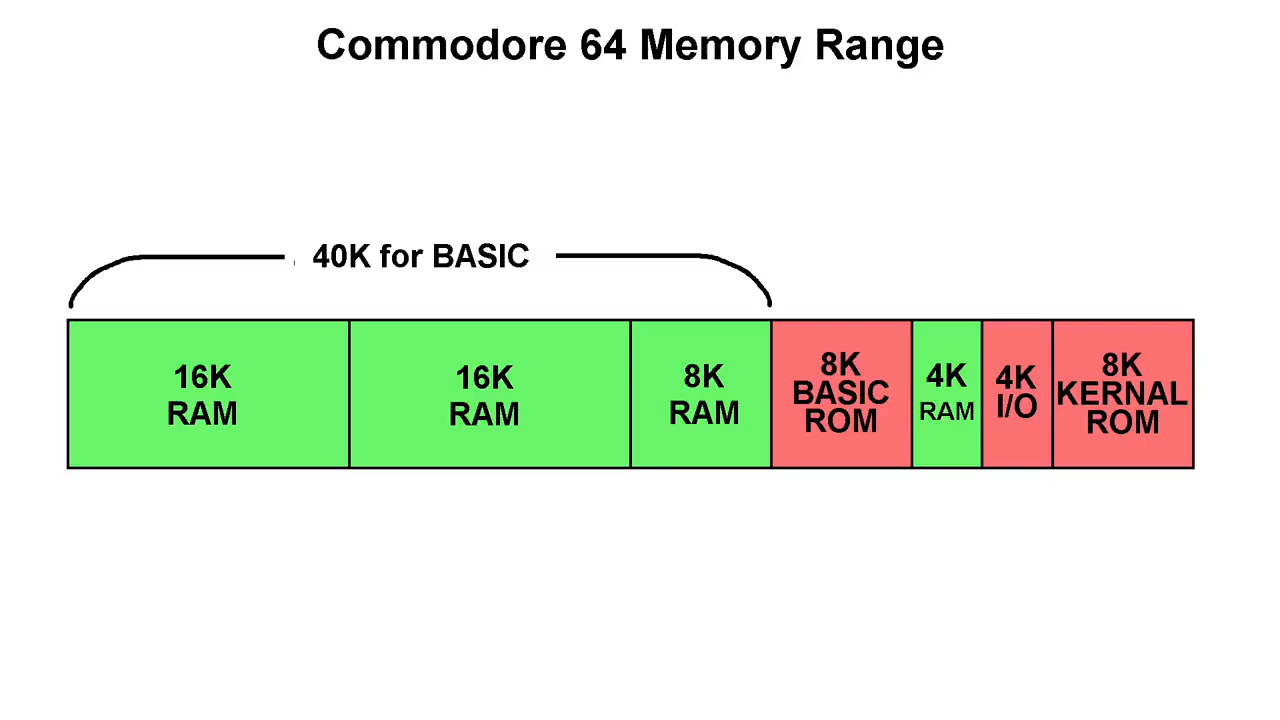 Commodore 64 Memory Range
40K for BASIC
16K
RAM
16K
RAM
8K
RAM
8K
BASIC
ROM
4K
RAM
4K
I/O
8K
KERNAL
ROM